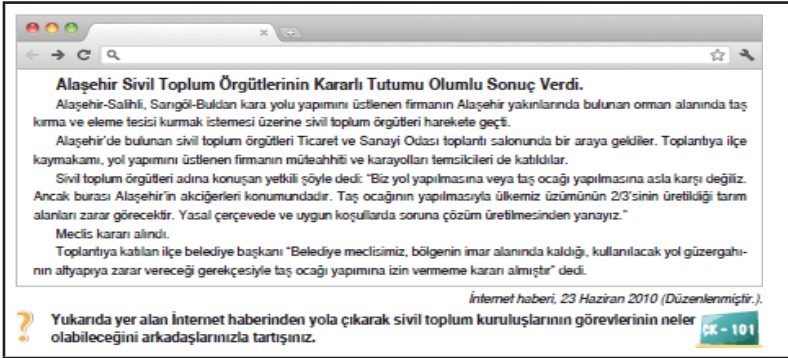 Alaşehir Sivil Toplum Örgütlerinin Kararlı Tutumu Olumlu Sonuç Verdi.
Alaşehir-Salihli, Sarıgöl-Buldan kara yolu yapımını üstlenen firmanın Alaşehir yakınlarında bulunan orman alanında taş
kırma ve eleme tesisi kurmak istemesi üzerine sivil toplum örgütleri harekete geçti.
Alaşehir'de bulunan sivil toplum örgütleri Ticaret ve Sanayi Odası toplantı salonunda bir araya geldiler. Toplantıya ilçe
kaymakamı, yol yapımını üstlenen firmanın müteahhiti ve karayolları temsilcileri de katıldılar.
Sivil toplum örgütleri adına konuşan yetkili şöyle dedi: "Biz yol yapılmasına veya taş ocağı yapılmasına asla karşı değiliz.
Ancak burası Alaşehir'in akciğerleri konumundadır. Taş ocağının yapılmasıyla ülkemiz üzümünün 2/3'sinin üretildiği tarım
alanları zarar görecektir. Yasal çerçevede ve uygun koşullarda soruna çözüm üretilmesinden yanayız."
Meclis kararı alındı.
Toplantıya katılan ilçe belediye başkanı "Belediye meclisimiz, bölgenin imar alanında kaldığı, kullanılacak yol güzergahı-
nın altyapıya zarar vereceği gerekçesiyle taş ocağı yapımına izin vermeme kararı almıştır" dedi.
İnternet haberi, 23 Haziran 2010 (Düzenlenmiştir.).
Yukarıda yer alan İnternet haberinden yola çıkarak sivil toplum kuruluşlarının görevlerinin neler
olabileceğini arkadaşlarınızla tartışınız.
ÇK - 101